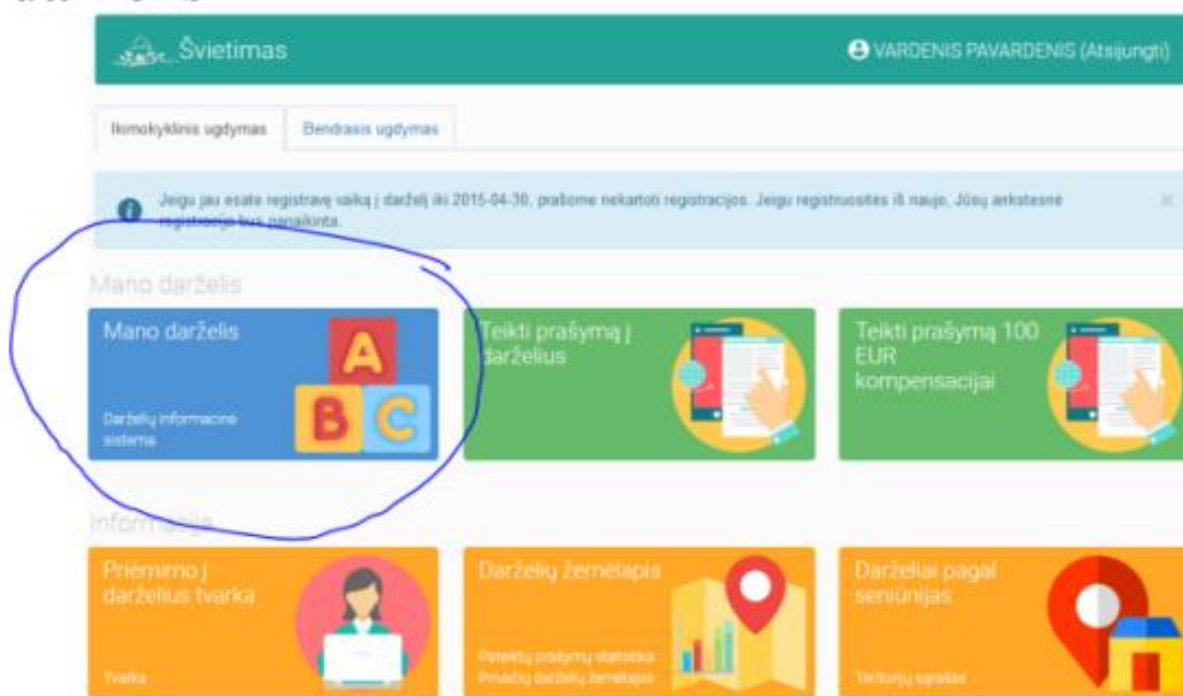 Švietimas
VARDENIS PAVARDENIS (Atsijungti)
Ikimokyklinis ugdymas Bendrasis ugdymas
Jeigu jau esate registravę vaiką į darželį iki 2015-04-30, prašome nekartoti registracijos. Jeigu registruositės iš naujo, Jūsų ankstesnė
registracija bus panaikinta.
Mano darželis
Mano darželis
A
B C
Darželių informacinė
sistema
Teikti prašymą į
darželius
Teikti prašymą 100
EUR
kompensacijai
Informacija
Priėmimo į
darželius tvarka
Tvarka
Darželių žemėlapis
Pateiktų prašymų statistika
Privačių darželių žemėlapis
Darželiai pagal
seniūnijas
Teritorijų sąrašas